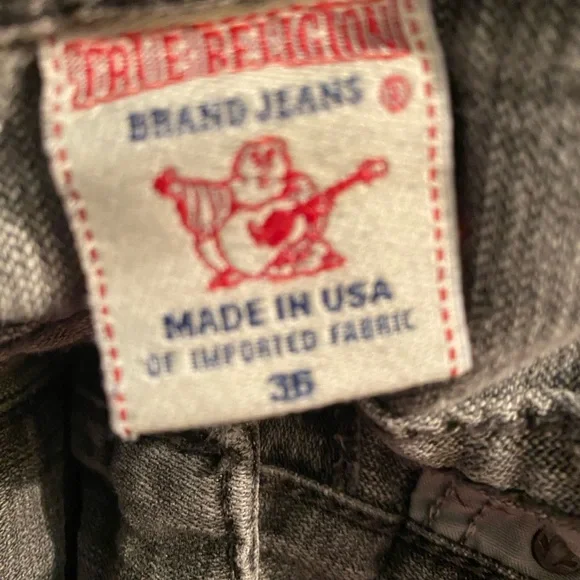 TRUE RELIGION
BRAND JEANS ®
MADE IN USA
OF IMPORTED FABRIC
36